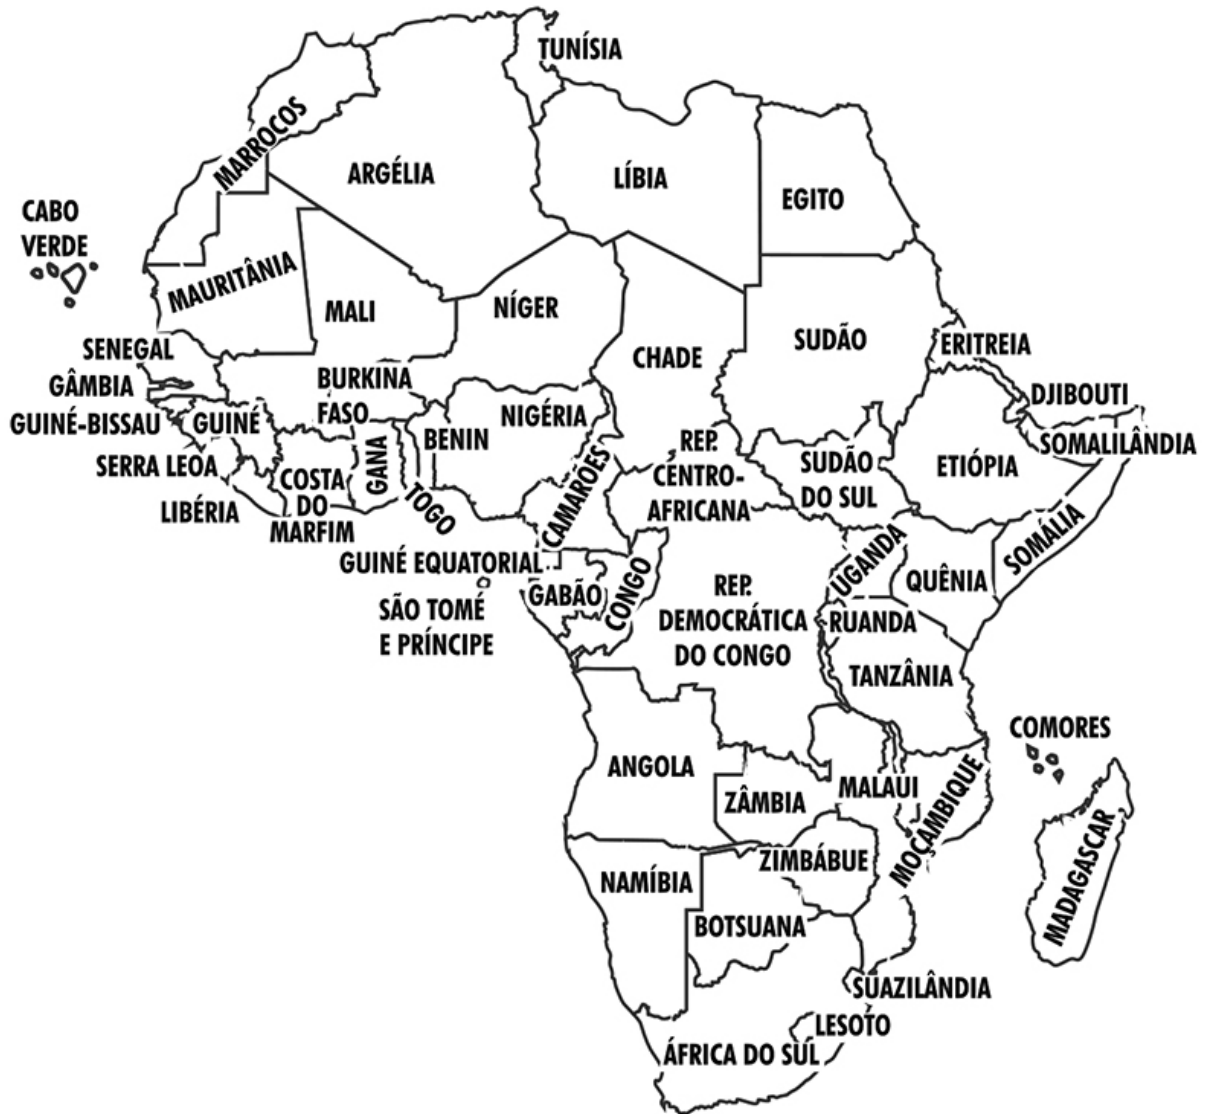 TUNÍSIA
MARROCOS
ARGÉLIA
LÍBIA
EGITO
CABO
VERDE
MAURITÂNIA
MALI
NÍGER
CHADE
SUDÃO
ERITREIA
SENEGAL
GÂMBIA
GUINÉ-BISSAU
GUINÉ
BURKINA
FASO
BENIN
NIGÉRIA
DJIBOUTI
SOMALILÂNDIA
SERRA LEOA
LIBÉRIA
COSTA
DO
MARFIM
GANA
TOGO
CAMARÕES
REP.
CENTRO-
AFRICANA
SUDÃO
DO SUL
ETIÓPIA
SOMÁLIA
GUINÉ EQUATORIAL
SÃO TOMÉ
E PRÍNCIPE
GABÃO
CONGO
REP.
DEMOCRÁTICA
DO CONGO
UGANDA
QUÊNIA
RUANDA
TANZÂNIA
COMORES
ANGOLA
ZÂMBIA
MALAUI
MOÇAMBIQUE
MADAGASCAR
NAMÍBIA
ZIMBÁBUE
BOTSUANA
SUAZILÂNDIA
LESOTO
ÁFRICA DO SUL